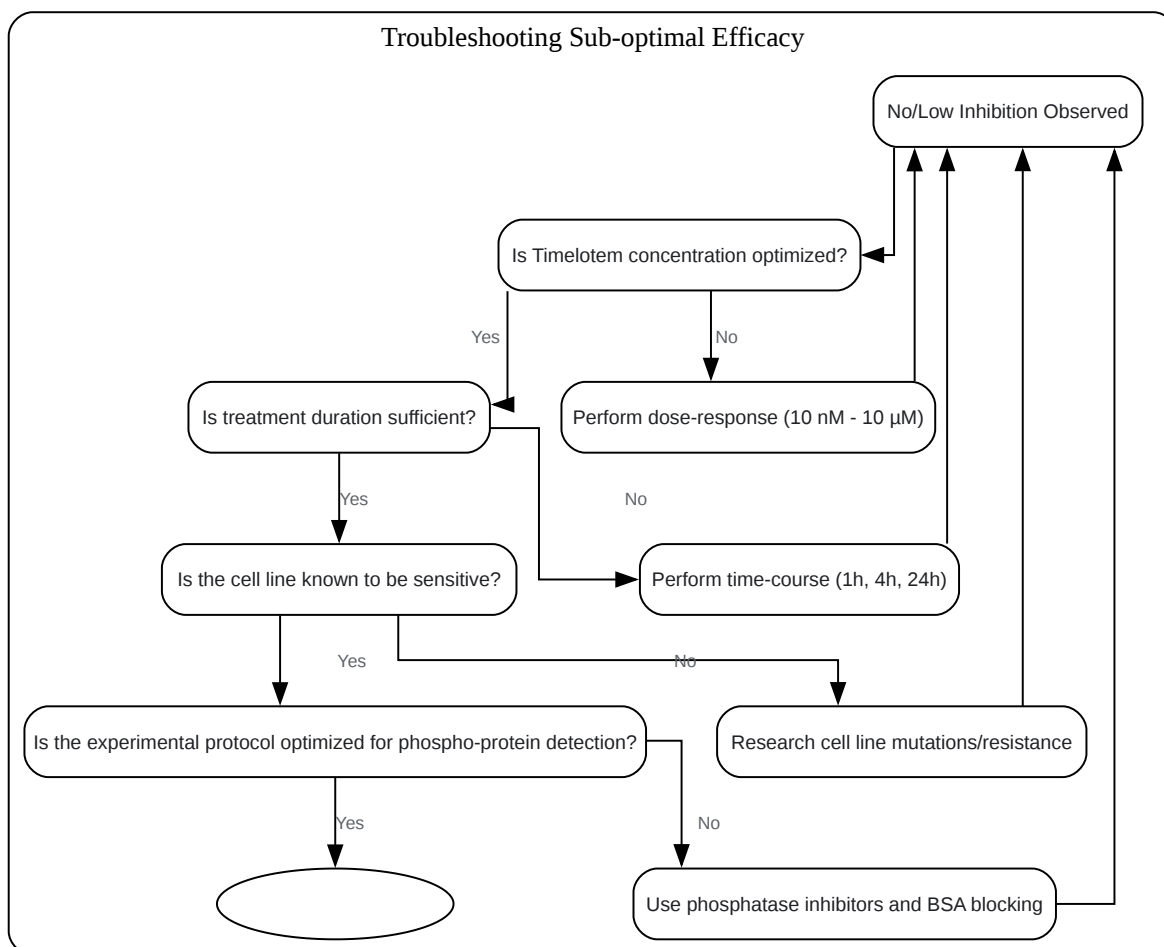 Troubleshooting Sub-optimal Efficacy
No/Low Inhibition Observed
Is Timelotem concentration optimized?
Yes
No
Is treatment duration sufficient?
Perform dose-response (10 nM - 10 µM)
Yes
No
Is the cell line known to be sensitive?
Perform time-course (1h, 4h, 24h)
Yes
No
Is the experimental protocol optimized for phospho-protein detection?
Research cell line mutations/resistance
Yes
No
Use phosphatase inhibitors and BSA blocking